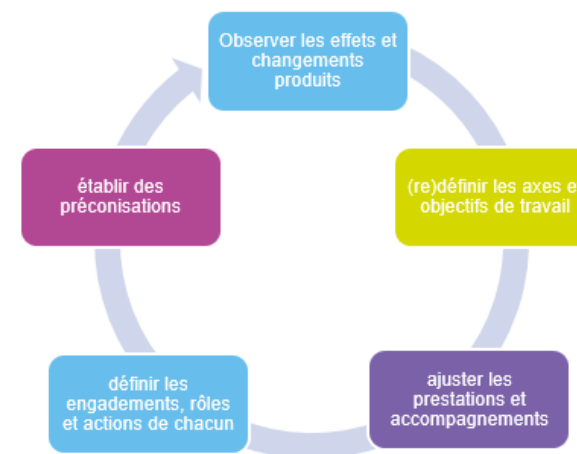 Observer les effets et
changements
produits
(re)définir les axes e
objectifs de travail
ajuster les
prestations et
accompagnements
définir les
engadements, rôles
et actions de chacun
établir des
préconisations